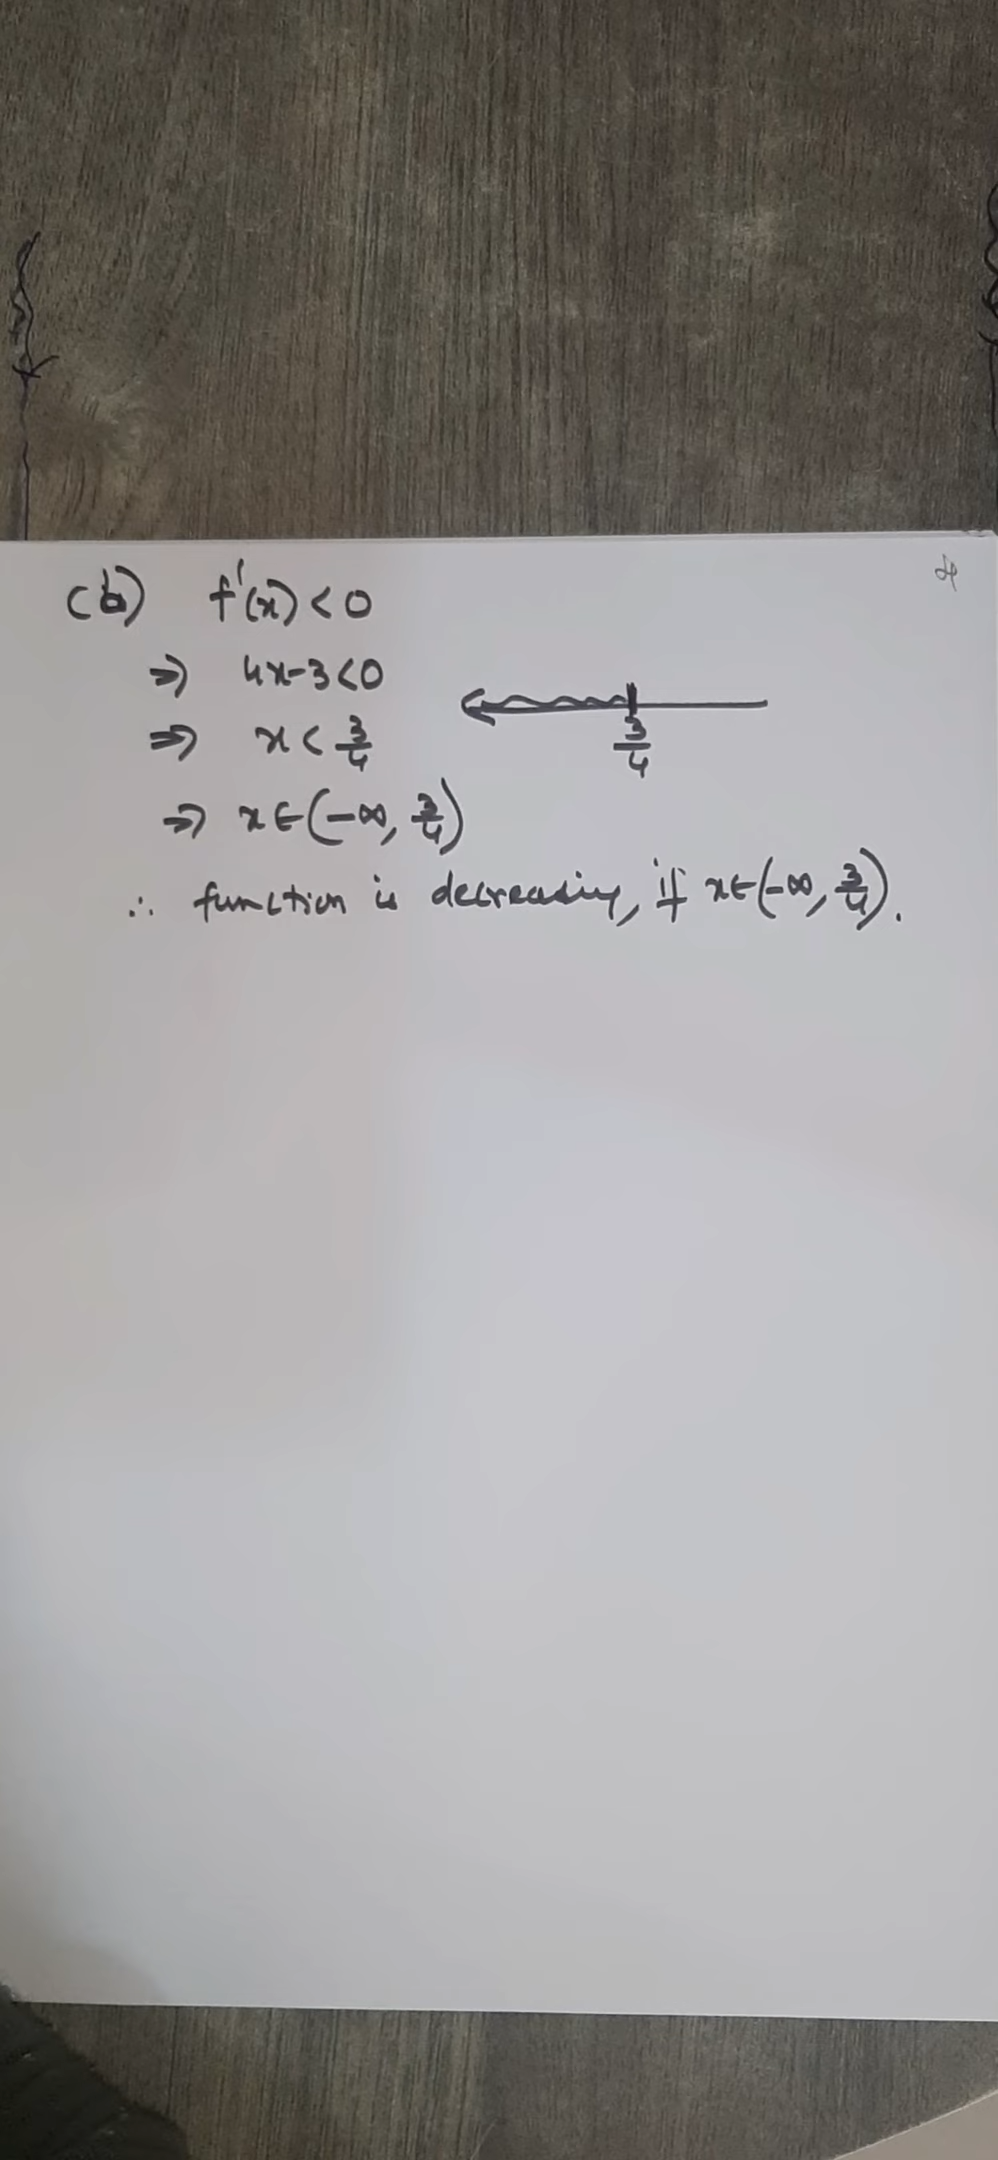 (b) f'(x) < 0
⇒ 4x-3 < 0
⇒ x < 3/4
3/4
⇒ x ∈ (-∞, 3/4)
∴ function is decreasing, if x ∈ (-∞, 3/4).